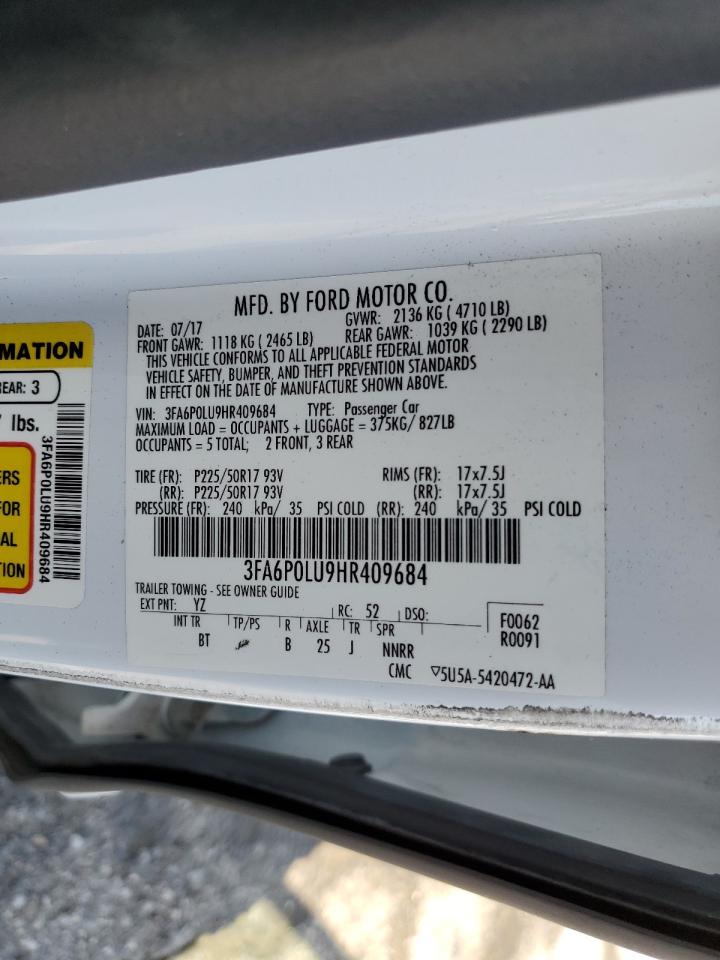 MFD. BY FORD MOTOR CO.
DATE: 07/17 GVWR: 2136 KG ( 4710 LB)
FRONT GAWR: 1118 KG ( 2465 LB) REAR GAWR: 1039 KG ( 2290 LB)
THIS VEHICLE CONFORMS TO ALL APPLICABLE FEDERAL MOTOR
VEHICLE SAFETY, BUMPER, AND THEFT PREVENTION STANDARDS
IN EFFECT ON THE DATE OF MANUFACTURE SHOWN ABOVE.
VIN: 3FA6P0LU9HR409684 TYPE: Passenger Car
MAXIMUM LOAD = OCCUPANTS + LUGGAGE = 375KG/ 827LB
OCCUPANTS = 5 TOTAL; 2 FRONT, 3 REAR
TIRE (FR): P225/50R17 93V RIMS (FR): 17x7.5J
(RR): P225/50R17 93V (RR): 17x7.5J
PRESSURE (FR): 240 kPa/ 35 PSI COLD (RR): 240 kPa/ 35 PSI COLD
3FA6P0LU9HR409684
TRAILER TOWING - SEE OWNER GUIDE
EXT PNT: YZ RC: 52 DSO: F0062
INT TR TP/PS R AXLE TR SPR R0091
BT B 25 J NNRR
CMC ▽5U5A-5420472-AA
MATION
REAR: 3
lbs.
3FA6P0LU9HR409684
ERS
FOR
AL
TION